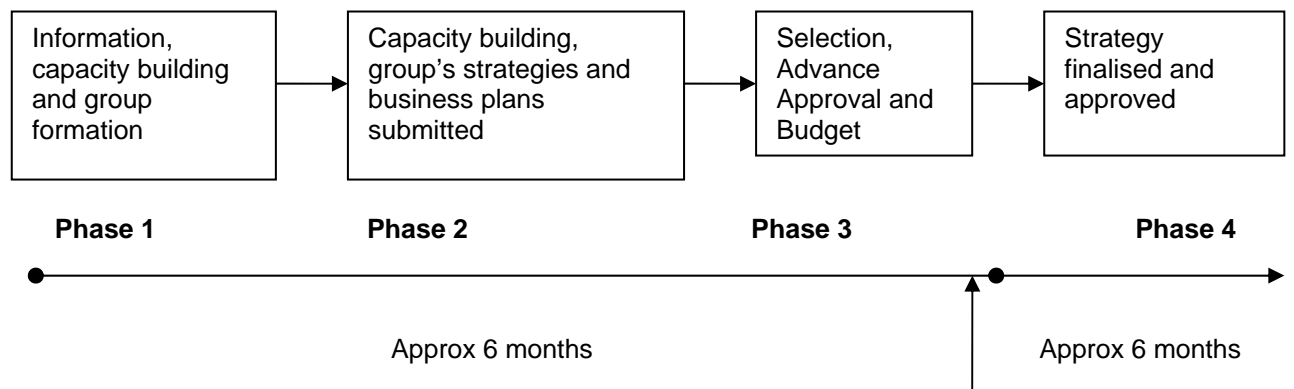 Information,
capacity building
and group
formation
Capacity building,
group’s strategies and
business plans
submitted
Selection,
Advance
Approval and
Budget
Strategy
finalised and
approved
Phase 1
Phase 2
Phase 3
Phase 4
Approx 6 months
Approx 6 months